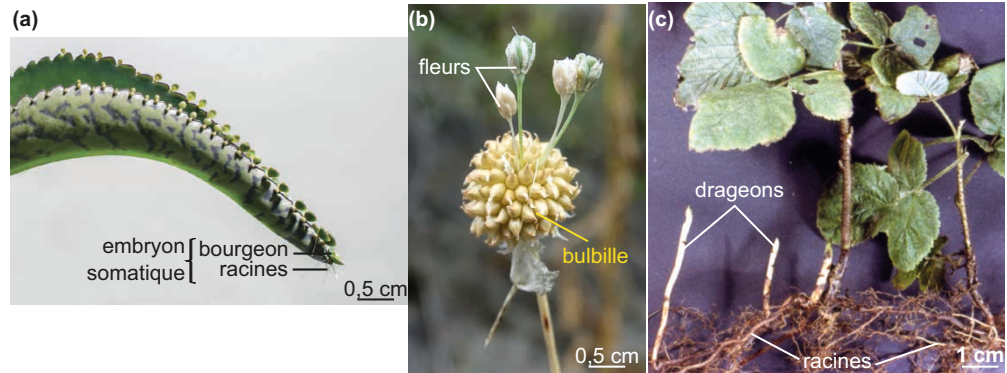 (a)
embryon
somatique
bourgeon
racines
0,5 cm
(b)
fleurs
bulbille
0,5 cm
(c)
drageons
racines
1 cm